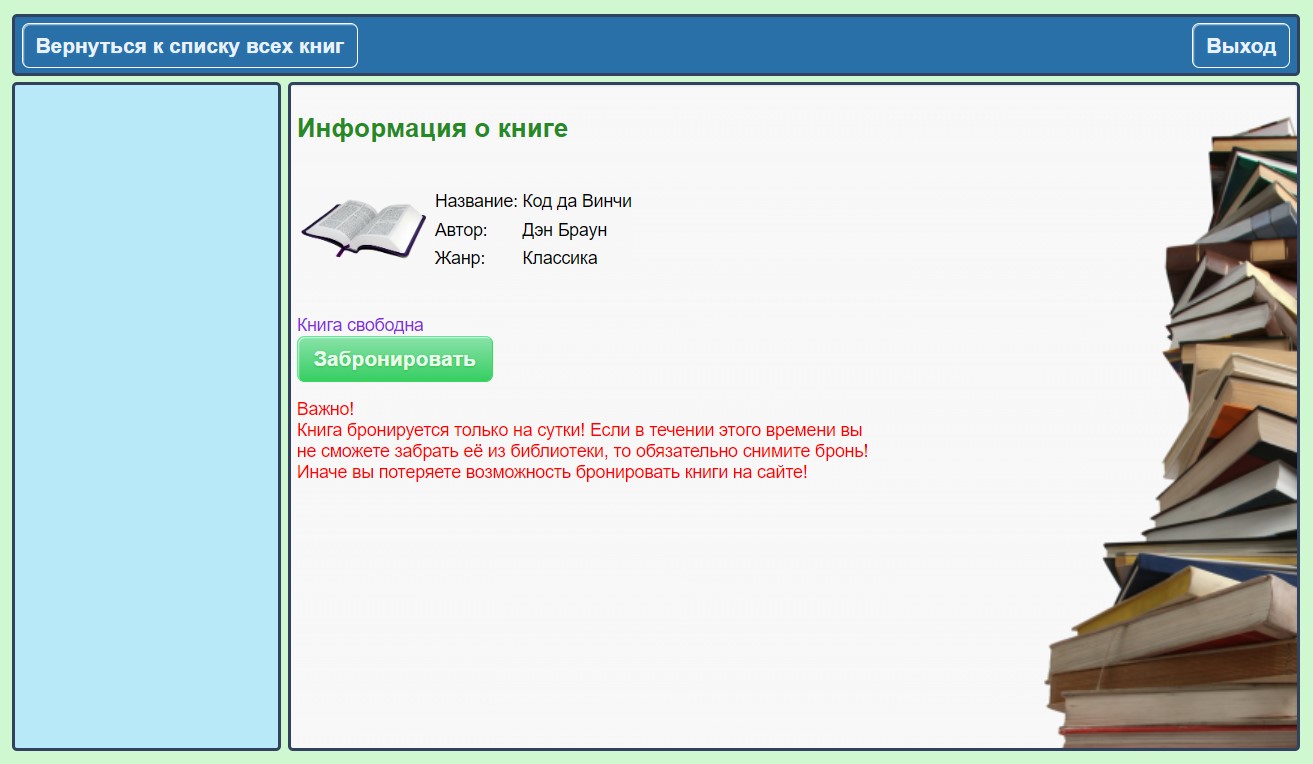 Вернуться к списку всех книг
Выход
Информация о книге
Название: Код да Винчи
Автор: Дэн Браун
Жанр: Классика
Книга свободна
Забронировать
Важно!
Книга бронируется только на сутки! Если в течении этого времени вы
не сможете забрать её из библиотеки, то обязательно снимите бронь!
Иначе вы потеряете возможность бронировать книги на сайте!